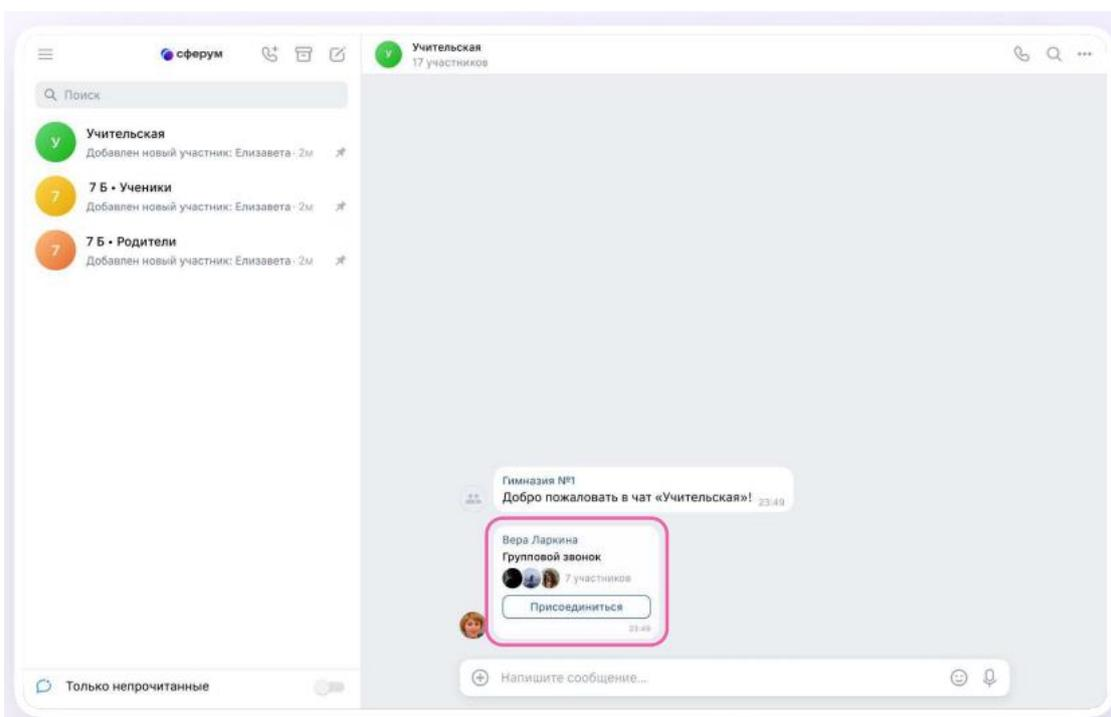 сферум
Поиск
У
Учительская
Добавлен новый участник: Елизавета · 2м
7
7 Б • Ученики
Добавлен новый участник: Елизавета · 2м
7
7 Б • Родители
Добавлен новый участник: Елизавета · 2м
Только непрочитанные
У
Учительская
17 участников
Гимназия №1
Добро пожаловать в чат «Учительская»! 23:49
Вера Ларкина
Групповой звонок
7 участников
Присоединиться
23:49
Напишите сообщение...